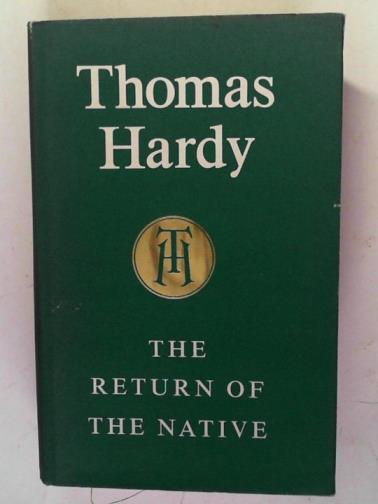 Thomas
Hardy
TH
THE
RETURN OF
THE NATIVE